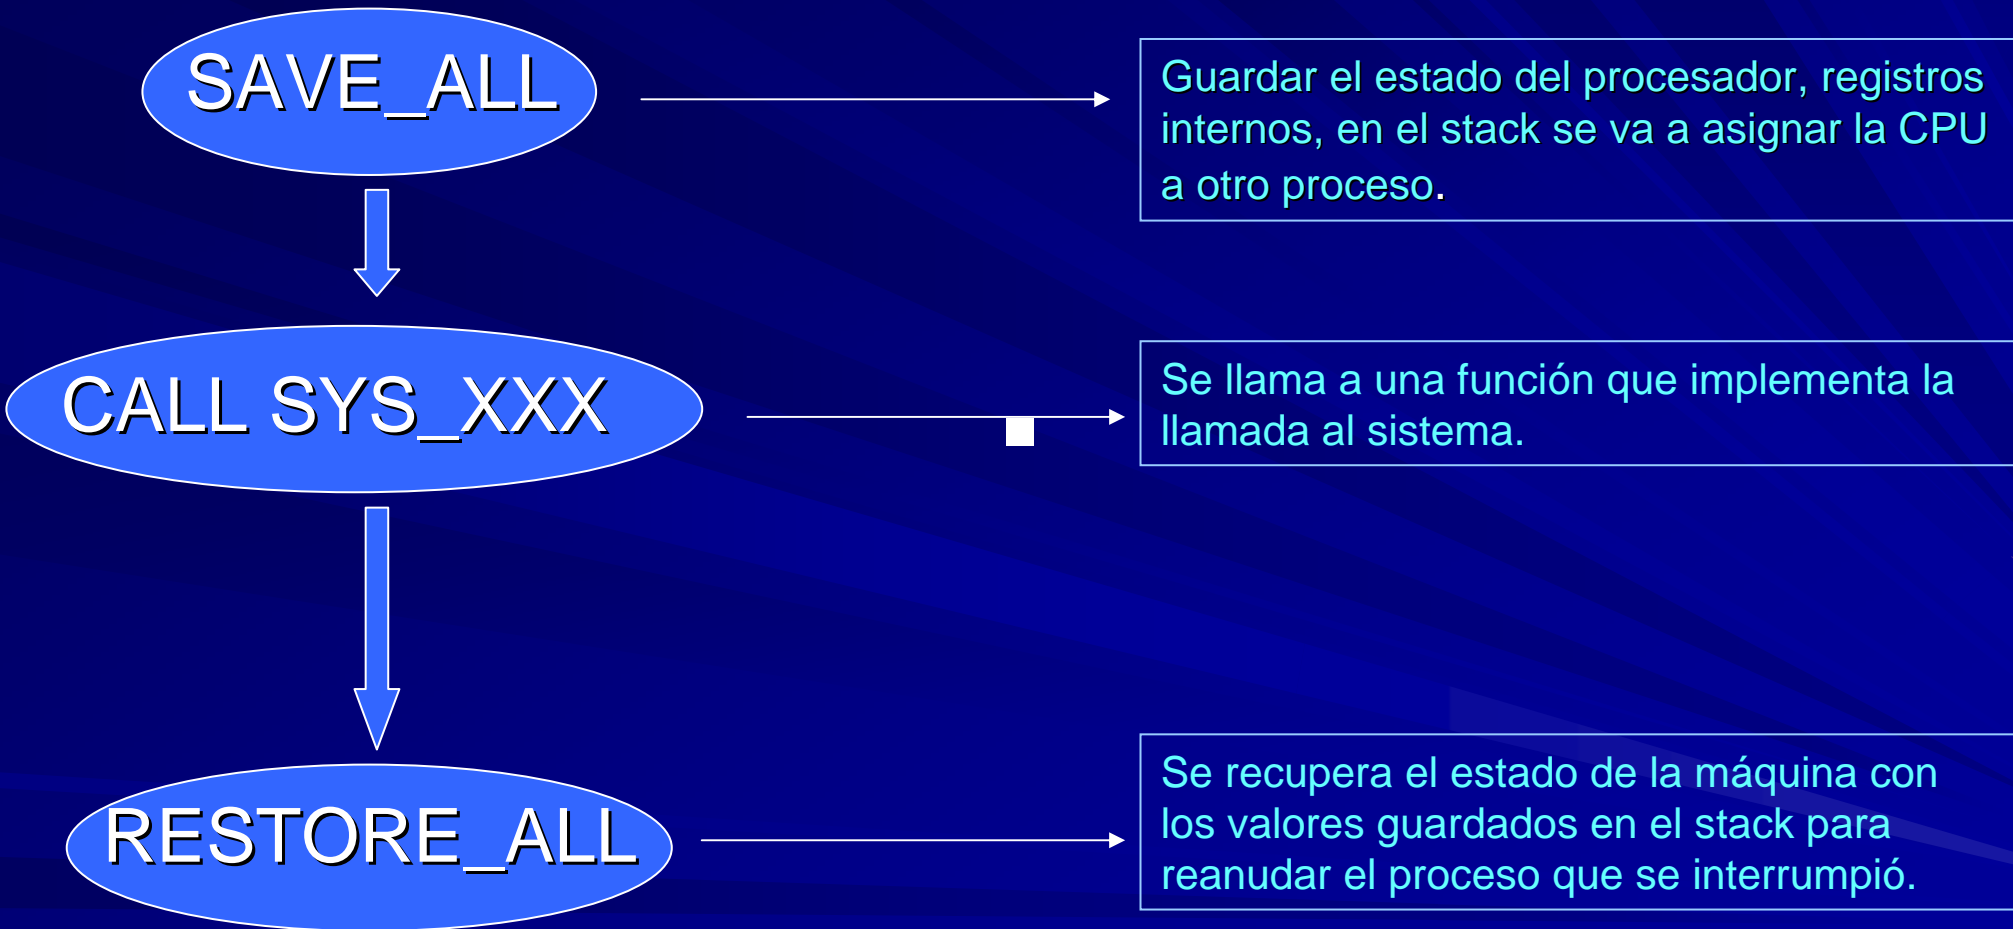 SAVE_ALL
Guardar el estado del procesador, registros
internos, en el stack se va a asignar la CPU
a otro proceso.
CALL SYS_XXX
Se llama a una función que implementa la
llamada al sistema.
RESTORE_ALL
Se recupera el estado de la máquina con
los valores guardados en el stack para
reanudar el proceso que se interrumpió.